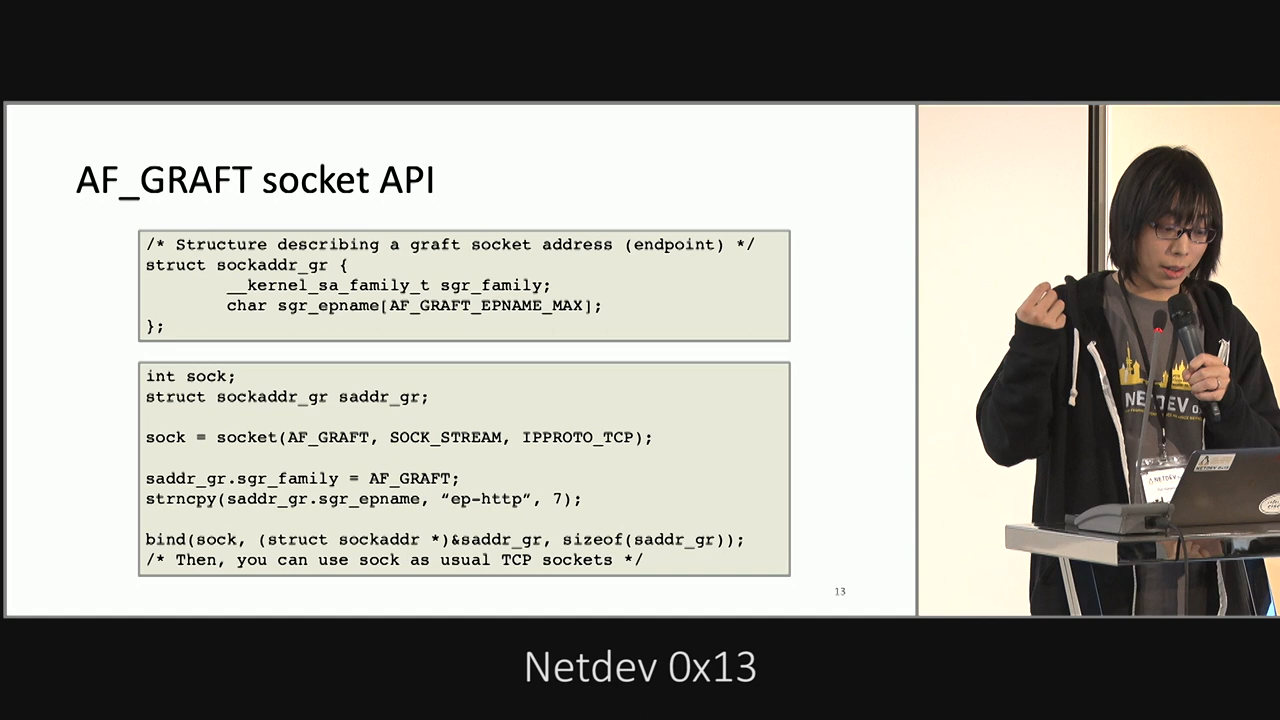 AF_GRAFT socket API
/* Structure describing a graft socket address (endpoint) */
struct sockaddr_gr {
__kernel_sa_family_t sgr_family;
char sgr_epname[AF_GRAFT_EPNAME_MAX];
};
int sock;
struct sockaddr_gr saddr_gr;
sock = socket(AF_GRAFT, SOCK_STREAM, IPPROTO_TCP);
saddr_gr.sgr_family = AF_GRAFT;
strncpy(saddr_gr.sgr_epname, “ep-http”, 7);
bind(sock, (struct sockaddr *)&saddr_gr, sizeof(saddr_gr));
/* Then, you can use sock as usual TCP sockets */
13
NETDEV
NETDEV
Netdev 0x13